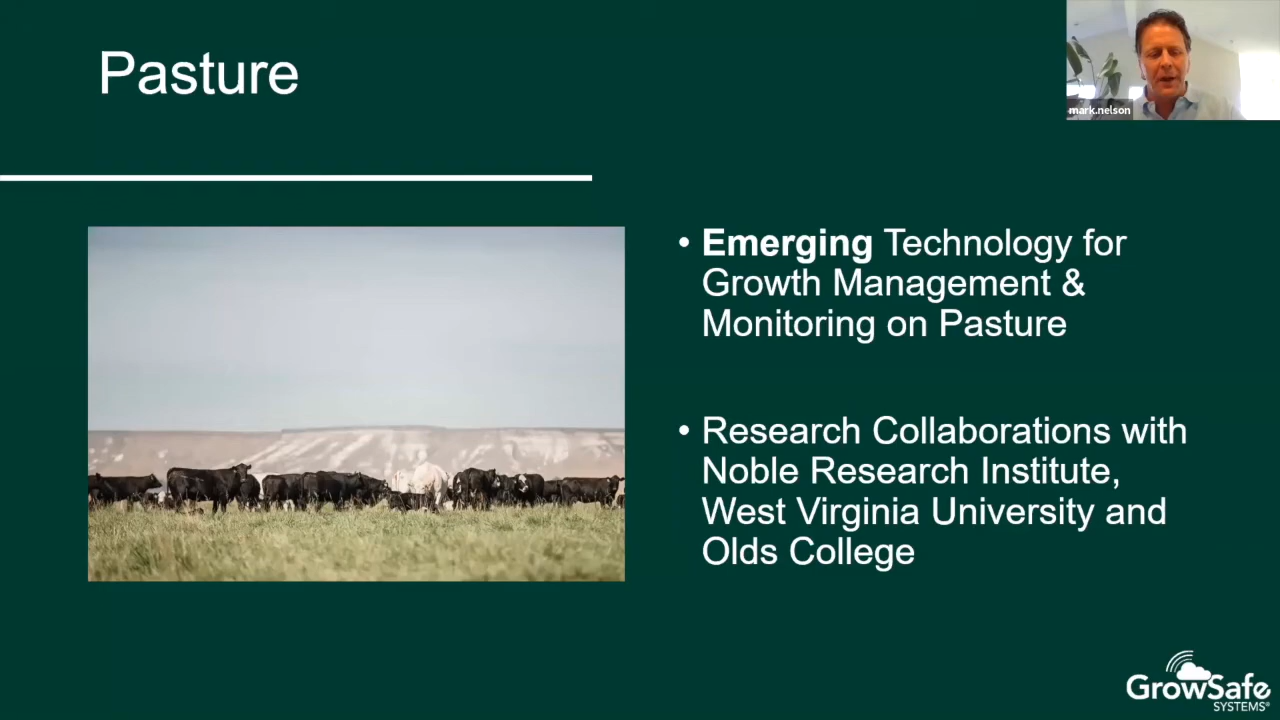 Pasture
mark.nelson
• Emerging Technology for
Growth Management &
Monitoring on Pasture
• Research Collaborations with
Noble Research Institute,
West Virginia University and
Olds College
GrowSafe
SYSTEMS®